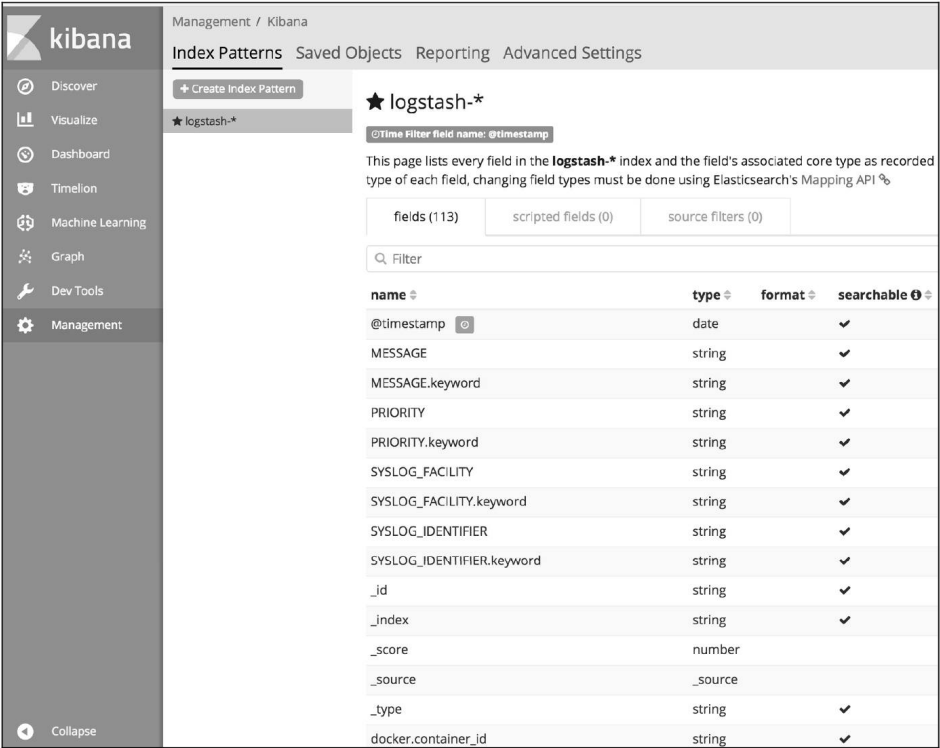 kibana
Discover
Visualize
Dashboard
Timelion
Machine Learning
Graph
Dev Tools
Management
Collapse
Management / Kibana
Index Patterns Saved Objects Reporting Advanced Settings
+ Create Index Pattern
★ logstash-*
★ logstash-*
Time Filter field name: @timestamp
This page lists every field in the logstash-* index and the field's associated core type as recorded
type of each field, changing field types must be done using Elasticsearch's Mapping API
fields (113) scripted fields (0) source filters (0)
Filter
name type format searchable
@timestamp date ✔
MESSAGE string ✔
MESSAGE.keyword string ✔
PRIORITY string ✔
PRIORITY.keyword string ✔
SYSLOG_FACILITY string ✔
SYSLOG_FACILITY.keyword string ✔
SYSLOG_IDENTIFIER string ✔
SYSLOG_IDENTIFIER.keyword string ✔
_id string ✔
_index string ✔
_score number
_source _source
_type string ✔
docker.container_id string ✔